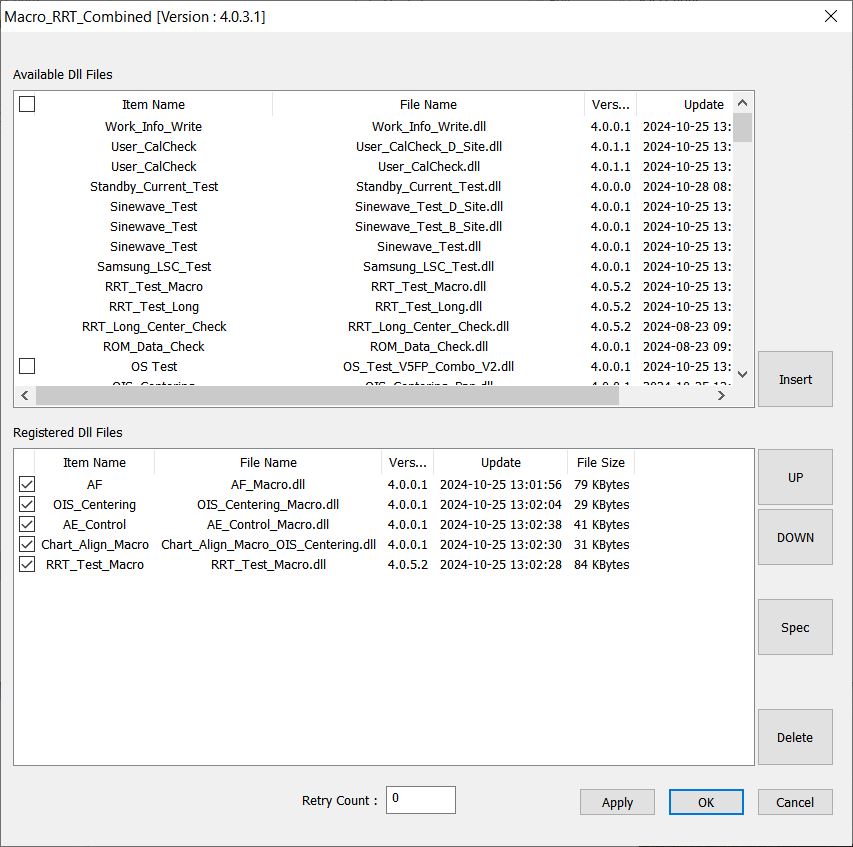 Macro_RRT_Combined [Version : 4.0.3.1]
Available Dll Files
Item Name File Name Vers... Update
Work_Info_Write Work_Info_Write.dll 4.0.0.1 2024-10-25 13:
User_CalCheck User_CalCheck_D_Site.dll 4.0.1.1 2024-10-25 13:
User_CalCheck User_CalCheck.dll 4.0.1.1 2024-10-25 13:
Standby_Current_Test Standby_Current_Test.dll 4.0.0.0 2024-10-28 08:
Sinewave_Test Sinewave_Test_D_Site.dll 4.0.0.1 2024-10-25 13:
Sinewave_Test Sinewave_Test_B_Site.dll 4.0.0.1 2024-10-25 13:
Sinewave_Test Sinewave_Test.dll 4.0.0.1 2024-10-25 13:
Samsung_LSC_Test Samsung_LSC_Test.dll 4.0.0.1 2024-10-25 13:
RRT_Test_Macro RRT_Test_Macro.dll 4.0.5.2 2024-10-25 13:
RRT_Test_Long RRT_Test_Long.dll 4.0.5.2 2024-10-25 13:
RRT_Long_Center_Check RRT_Long_Center_Check.dll 4.0.5.2 2024-08-23 09:
ROM_Data_Check ROM_Data_Check.dll 4.0.0.1 2024-08-23 09:
OS Test OS_Test_V5FP_Combo_V2.dll 4.0.0.1 2024-10-25 13:
Insert
Registered Dll Files
Item Name File Name Vers... Update File Size
AF AF_Macro.dll 4.0.0.1 2024-10-25 13:01:56 79 KBytes
OIS_Centering OIS_Centering_Macro.dll 4.0.0.1 2024-10-25 13:02:04 29 KBytes
AE_Control AE_Control_Macro.dll 4.0.0.1 2024-10-25 13:02:38 41 KBytes
Chart_Align_Macro Chart_Align_Macro_OIS_Centering.dll 4.0.0.1 2024-10-25 13:02:30 31 KBytes
RRT_Test_Macro RRT_Test_Macro.dll 4.0.5.2 2024-10-25 13:02:28 84 KBytes
UP
DOWN
Spec
Delete
Retry Count : 0
Apply OK Cancel